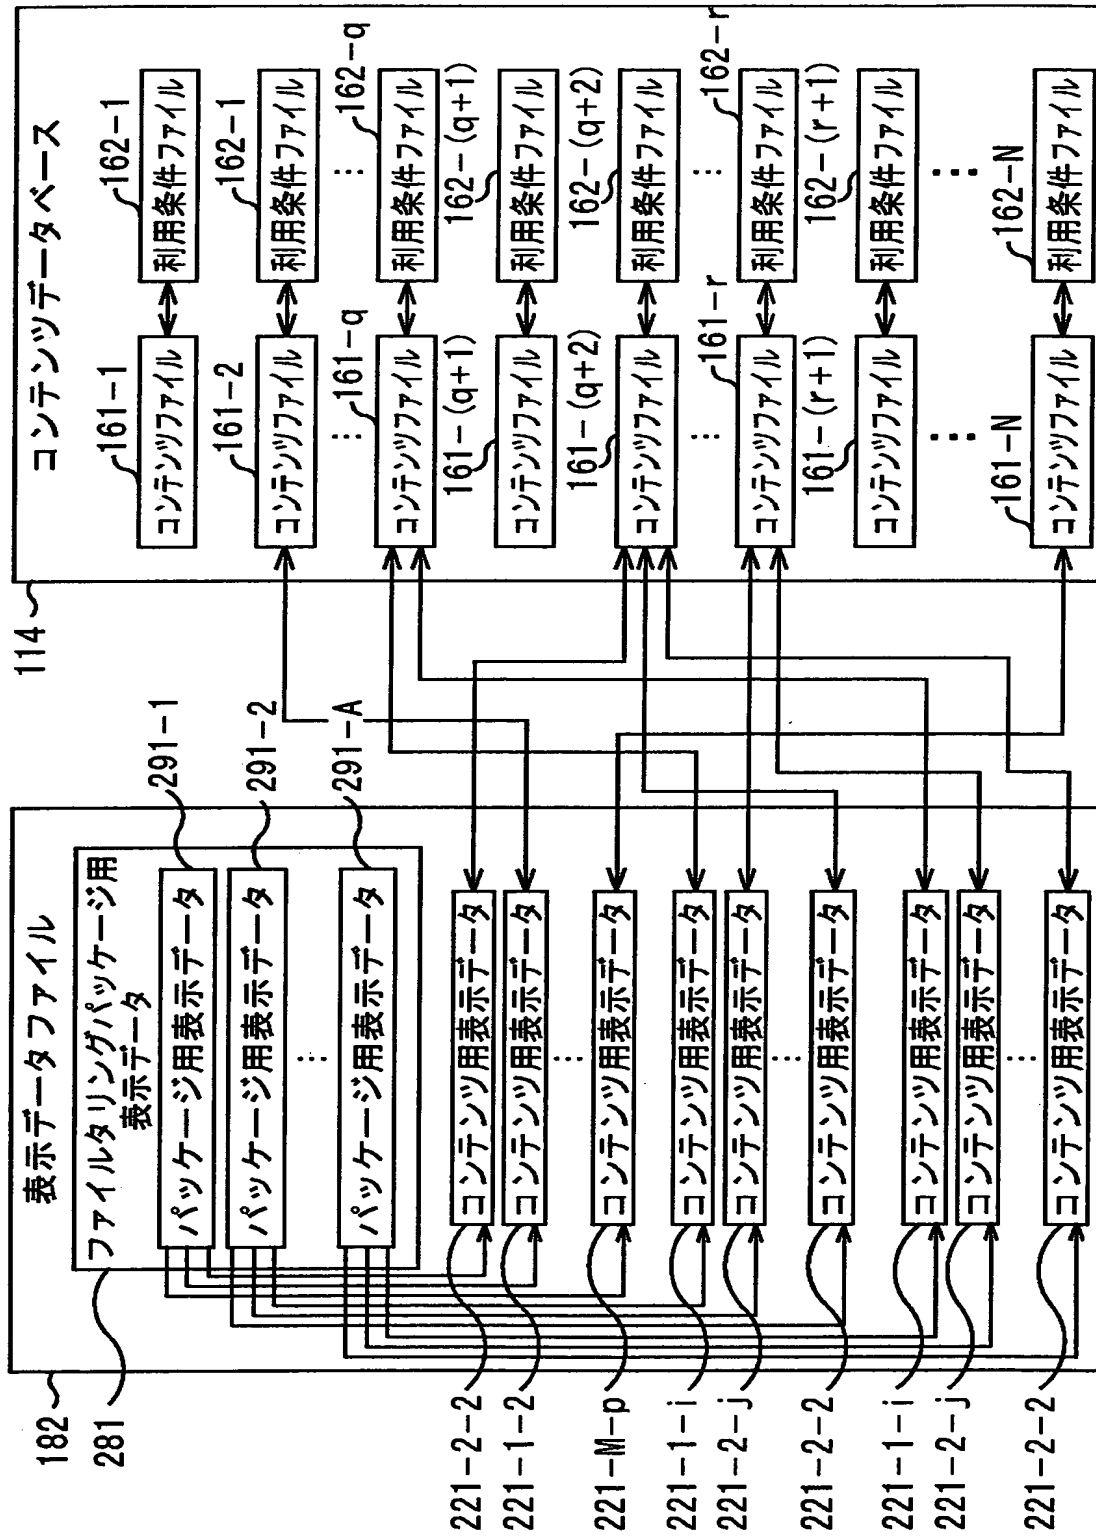 182
表示データファイル
281
ファイルタリングパッケージ用
表示データ
パッケージ用表示データ
291-1
パッケージ用表示データ
291-2
⋮
パッケージ用表示データ
291-A
221-2-2
コンテンツ用表示データ
221-1-2
コンテンツ用表示データ
⋮
221-M-p
コンテンツ用表示データ
221-1-i
コンテンツ用表示データ
221-2-j
コンテンツ用表示データ
⋮
221-2-2
コンテンツ用表示データ
221-1-i
コンテンツ用表示データ
221-2-j
コンテンツ用表示データ
⋮
221-2-2
コンテンツ用表示データ
114
コンテンツデータベース
161-1
コンテンツファイル
162-1
利用条件ファイル
161-2
コンテンツファイル
162-1
利用条件ファイル
⋮
⋮
161-q
コンテンツファイル
162-q
利用条件ファイル
161-(q+1)
コンテンツファイル
162-(q+1)
利用条件ファイル
161-(q+2)
コンテンツファイル
162-(q+2)
利用条件ファイル
⋮
⋮
161-r
コンテンツファイル
162-r
利用条件ファイル
161-(r+1)
コンテンツファイル
162-(r+1)
利用条件ファイル
⋮
⋮
161-N
コンテンツファイル
162-N
利用条件ファイル